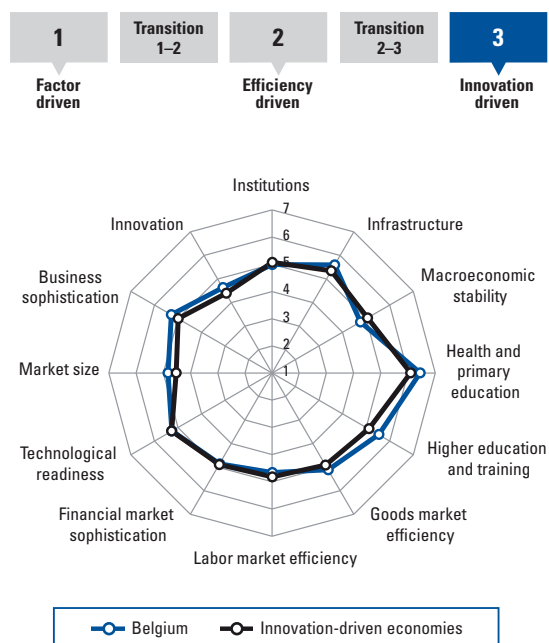 1
Transition
1–2
2
Transition
2–3
3
Factor
driven
Efficiency
driven
Innovation
driven
Institutions
7
Innovation
Infrastructure
6
Business
sophistication
5
Macroeconomic
stability
4
3
2
Market size
1
Health and
primary
education
Technological
readiness
Higher education
and training
Financial market
sophistication
Goods market
efficiency
Labor market efficiency
Belgium
Innovation-driven economies